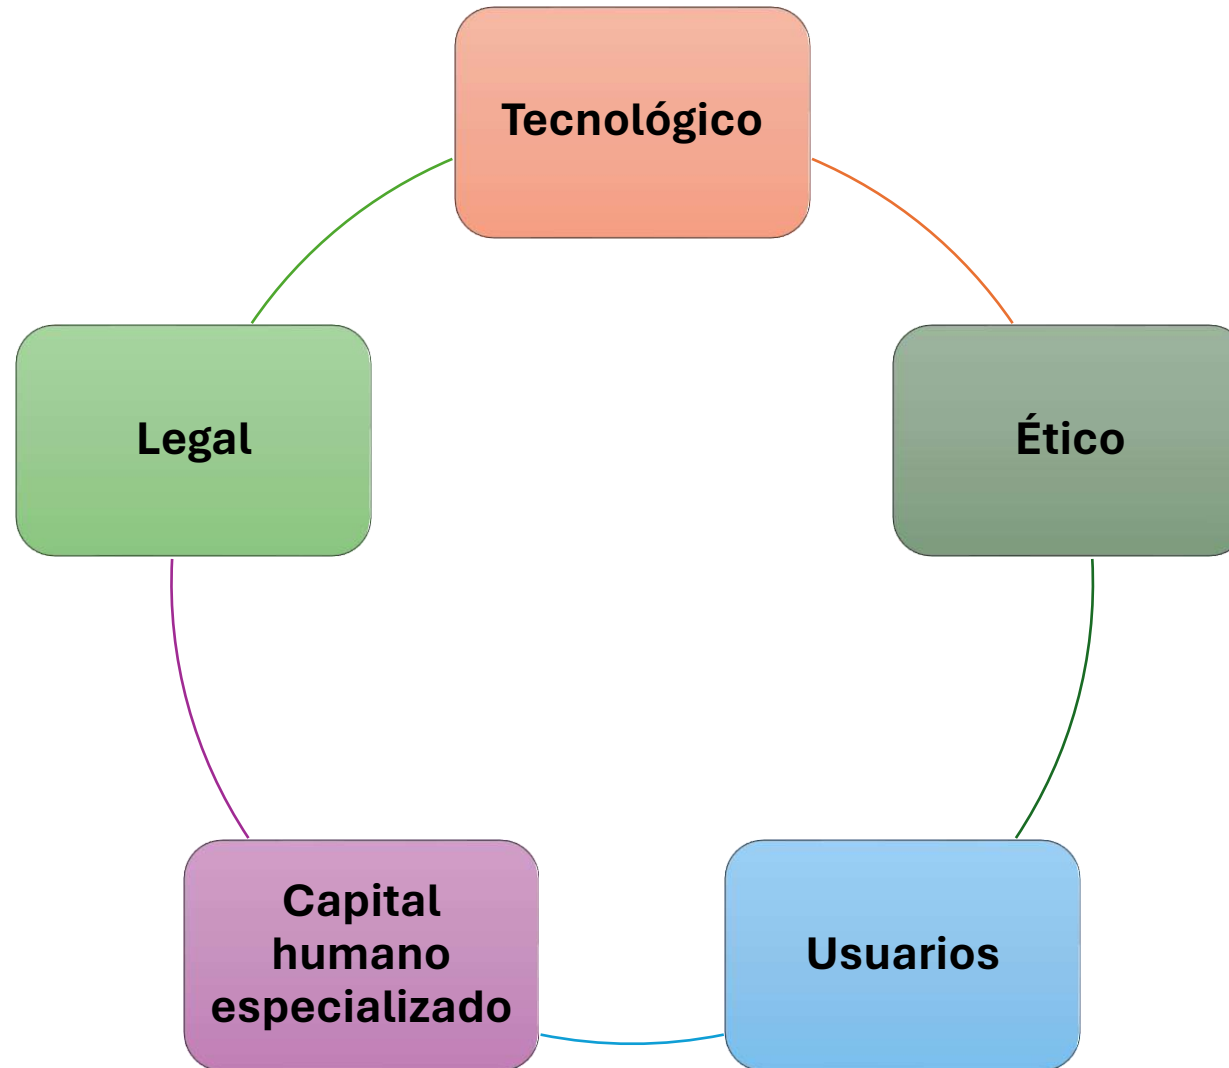 Tecnológico
Legal
Ético
Capital
humano
especializado
Usuarios